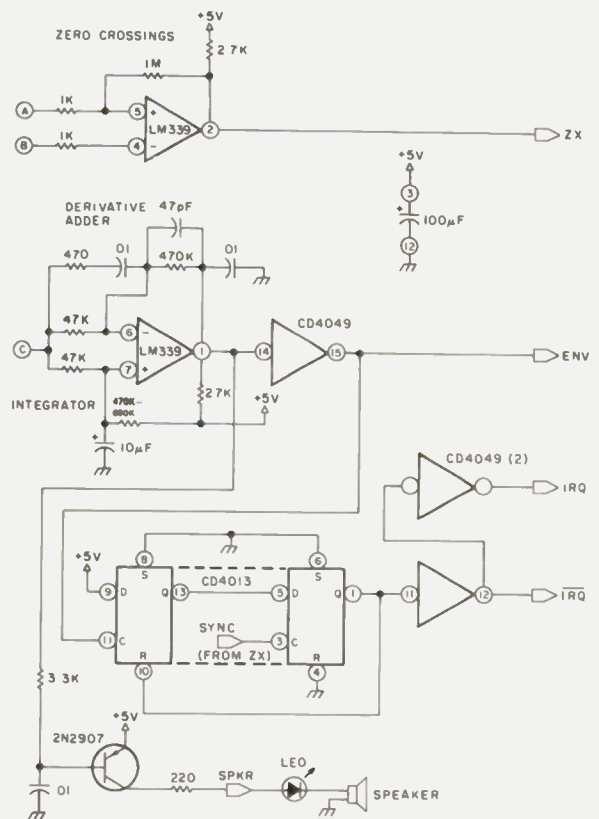 ZERO CROSSINGS
+5V
2.7K
1M
A
1K
5
+
LM339
2
ZX
B
1K
4
−
+5V
3
+
100µF
12
DERIVATIVE
ADDER
47pF
470
01
470K
01
47K
6
−
LM339
1
CD4049
14
15
ENV
C
47K
7
+
2.7K
+5V
INTEGRATOR
470K–
680K
+
10µF
CD4049 (2)
IRQ
8
S
6
S
+5V
9
D
Q
13
CD4013
5
D
Q
1
11
12
IRQ
11
C
SYNC
3
C
(FROM ZX)
R
10
R
4
3.3K
+5V
2N2907
220
SPKR
LED
SPEAKER
01